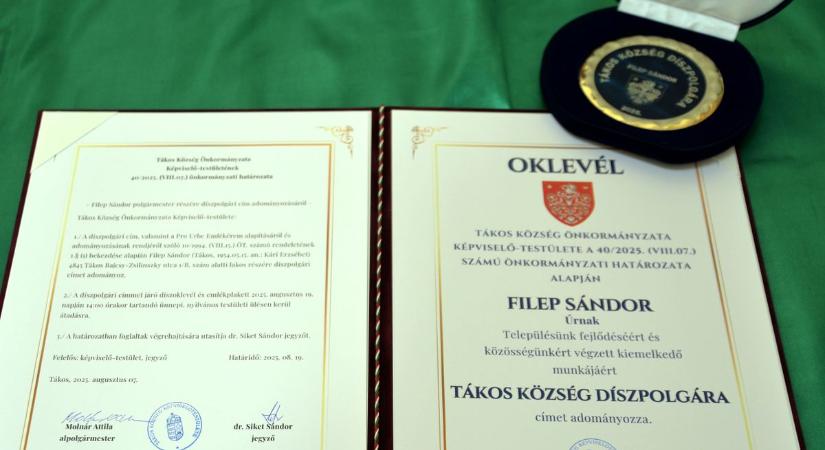 Tákos Község Önkormányzata
Képviselő-testületének
40/2025. (VIII.07.) önkormányzati határozata
– Filep Sándor polgármester részére díszpolgári cím adományozásáról –
Tákos Község Önkormányzata Képviselő-testülete:
1./ A díszpolgári cím, valamint a Pro Urbe Emlékérem alapításáról és
adományozásának rendjéről szóló 10/1994. (VIII.15.) ÖT. számú rendeletének
1.§ (1) bekezdése alapján Filep Sándor (Tákos, 1954.05.15. an.: Kári Erzsébet)
4845 Tákos Bajcsy-Zsilinszky utca 1/B. szám alatti lakos részére díszpolgári
címet adományoz.
2./ A díszpolgári címmel járó díszoklevél és emlékplakett 2025. augusztus 19.
napján 14:00 órakor tartandó ünnepi, nyilvános testületi ülésen kerül
átadásra.
3./ A határozatban foglaltak végrehajtására utasítja dr. Siket Sándor jegyzőt.
Felelős: képviselő-testület, jegyző Határidő: 2025. 08. 19.
Tákos, 2025. augusztus 07.
Molnár Attila
alpolgármester
dr. Siket Sándor
jegyző
TÁKOS KÖZSÉG DÍSZPOLGÁRA
FILEP SÁNDOR
2025.
OKLEVÉL
TÁKOS KÖZSÉG ÖNKORMÁNYZATA
KÉPVISELŐ-TESTÜLETE A 40/2025. (VIII.07.)
SZÁMÚ ÖNKORMÁNYZATI HATÁROZATA
ALAPJÁN
FILEP SÁNDOR
Úrnak
Településünk fejlődéséért és
közösségünkért végzett kiemelkedő
munkájáért
TÁKOS KÖZSÉG DÍSZPOLGÁRA
címet adományozza.